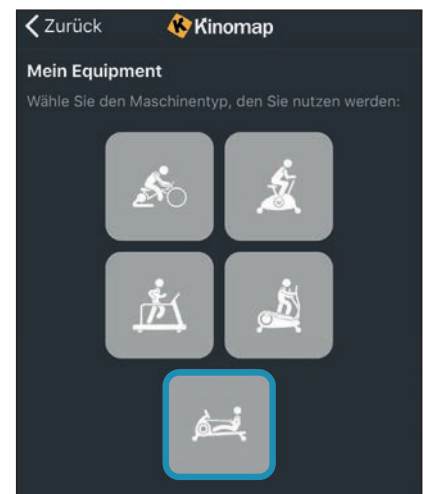 Zurück
Kinomap
Mein Equipment
Wähle Sie den Maschinentyp, den Sie nutzen werden: